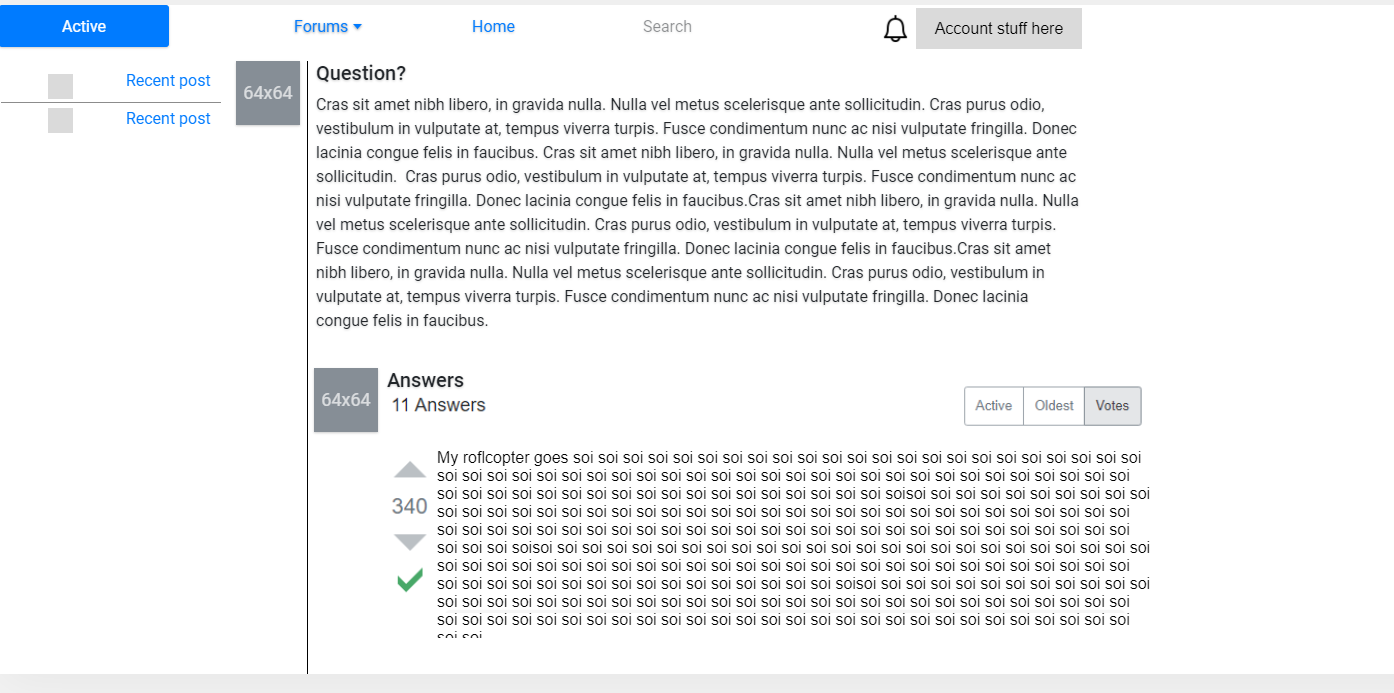 Active
Forums
Home
Search
Account stuff here
Recent post
Recent post
64x64
Question?
Cras sit amet nibh libero, in gravida nulla. Nulla vel metus scelerisque ante sollicitudin. Cras purus odio,
vestibulum in vulputate at, tempus viverra turpis. Fusce condimentum nunc ac nisi vulputate fringilla. Donec
lacinia congue felis in faucibus. Cras sit amet nibh libero, in gravida nulla. Nulla vel metus scelerisque ante
sollicitudin.  Cras purus odio, vestibulum in vulputate at, tempus viverra turpis. Fusce condimentum nunc ac
nisi vulputate fringilla. Donec lacinia congue felis in faucibus.Cras sit amet nibh libero, in gravida nulla. Nulla
vel metus scelerisque ante sollicitudin. Cras purus odio, vestibulum in vulputate at, tempus viverra turpis.
Fusce condimentum nunc ac nisi vulputate fringilla. Donec lacinia congue felis in faucibus.Cras sit amet
nibh libero, in gravida nulla. Nulla vel metus scelerisque ante sollicitudin. Cras purus odio, vestibulum in
vulputate at, tempus viverra turpis. Fusce condimentum nunc ac nisi vulputate fringilla. Donec lacinia
congue felis in faucibus.
64x64
Answers
11 Answers
Active
Oldest
Votes
340
My roflcopter goes soi soi soi soi soi soi soi soi soi soi soi soi soi soi soi soi soi soi soi soi soi soi soi
soi soi soi soi soi soi soi soi soi soi soi soi soi soi soi soi soi soi soi soi soi soi soi soi soi soi soi soi
soi soi soi soi soi soi soi soi soi soi soi soi soi soi soi soi soi soi soisoi soi soi soi soi soi soi soi soi soi
soi soi soi soi soi soi soi soi soi soi soi soi soi soi soi soi soi soi soi soi soi soi soi soi soi soi soi soi
soi soi soi soi soi soi soi soi soi soi soi soi soi soi soi soi soi soi soi soi soi soi soi soi soi soi soi soi
soi soi soi soisoi soi soi soi soi soi soi soi soi soi soi soi soi soi soi soi soi soi soi soi soi soi soi soi
soi soi soi soi soi soi soi soi soi soi soi soi soi soi soi soi soi soi soi soi soi soi soi soi soi soi soi soi
soi soi soi soi soi soi soi soi soi soi soi soi soi soi soi soi soisoi soi soi soi soi soi soi soi soi soi soi soi
soi soi soi soi soi soi soi soi soi soi soi soi soi soi soi soi soi soi soi soi soi soi soi soi soi soi soi soi
soi soi soi soi soi soi soi soi soi soi soi soi soi soi soi soi soi soi soi soi soi soi soi soi soi soi soi soi
soi soi